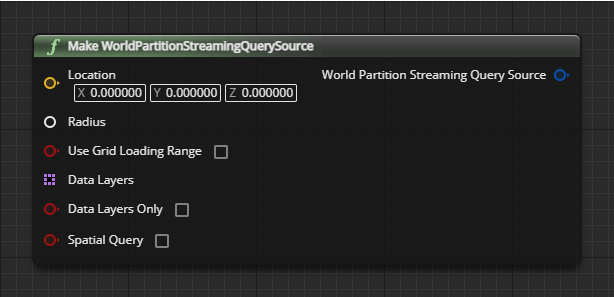 f Make WorldPartitionStreamingQuerySource
Location World Partition Streaming Query Source
X 0.000000 Y 0.000000 Z 0.000000
Radius
Use Grid Loading Range
Data Layers
Data Layers Only
Spatial Query